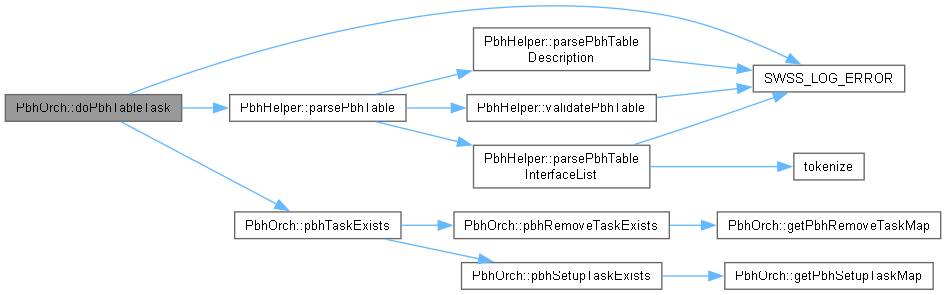 PbhOrch::doPbhTableTask
PbhHelper::parsePbhTable
PbhHelper::parsePbhTable
Description
PbhHelper::validatePbhTable
PbhHelper::parsePbhTable
InterfaceList
SWSS_LOG_ERROR
tokenize
PbhOrch::pbhTaskExists
PbhOrch::pbhRemoveTaskExists
PbhOrch::getPbhRemoveTaskMap
PbhOrch::pbhSetupTaskExists
PbhOrch::getPbhSetupTaskMap